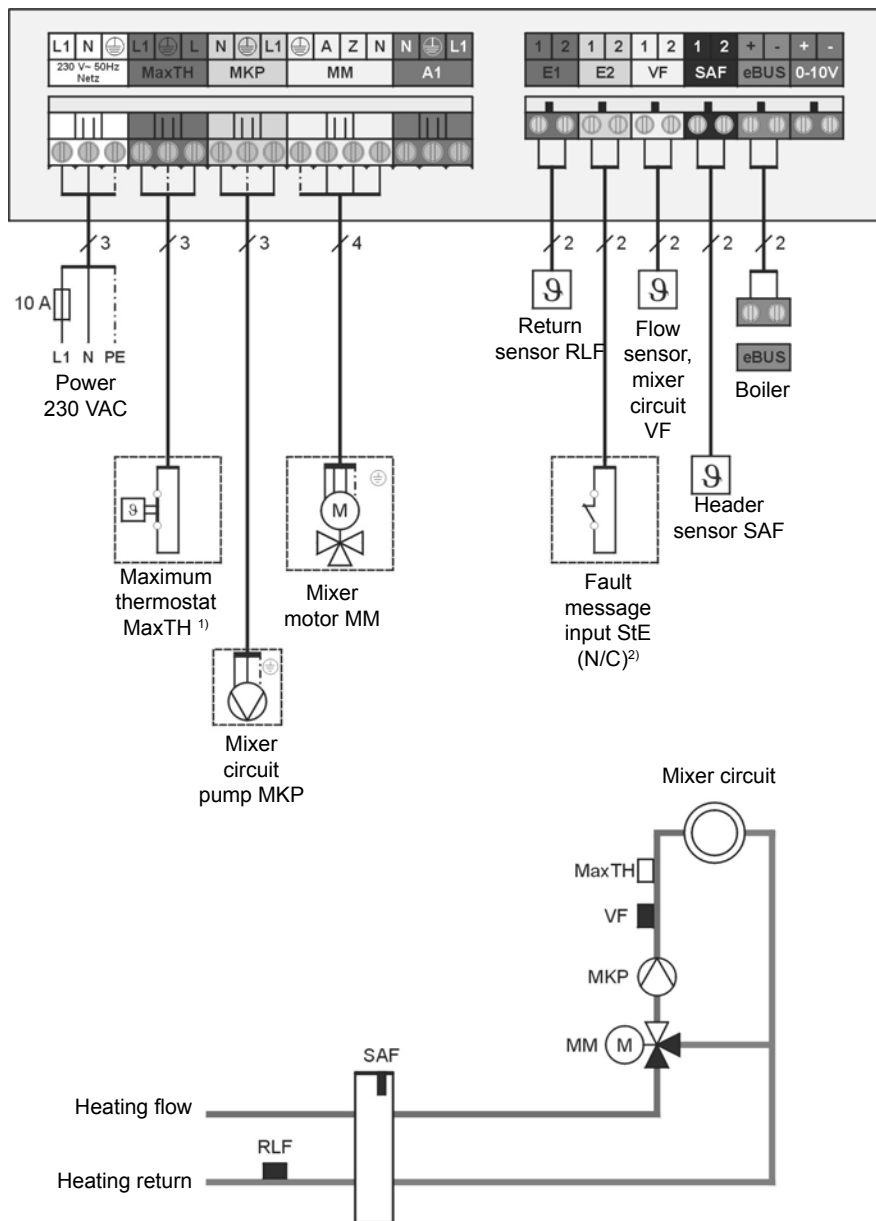 L1 N L1 L N L1 A Z N N L1
230 V~ 50Hz
Netz
MaxTH MKP MM A1
1 2 1 2 1 2 1 2 + - + -
E1 E2 VF SAF eBUS 0-10V
3 3 3 4 2 2 2 2 2
10 A
L1 N PE
Power
230 VAC
ϑ
Return
sensor RLF
ϑ
Flow
sensor,
mixer
circuit
VF
eBUS
Boiler
ϑ
Maximum
thermostat
MaxTH 1)
M
Mixer
motor MM
Fault
message
input StE
(N/C)2)
ϑ
Header
sensor SAF
Mixer
circuit
pump MKP
Mixer circuit
MaxTH
VF
MKP
MM M
SAF
Heating flow
RLF
Heating return